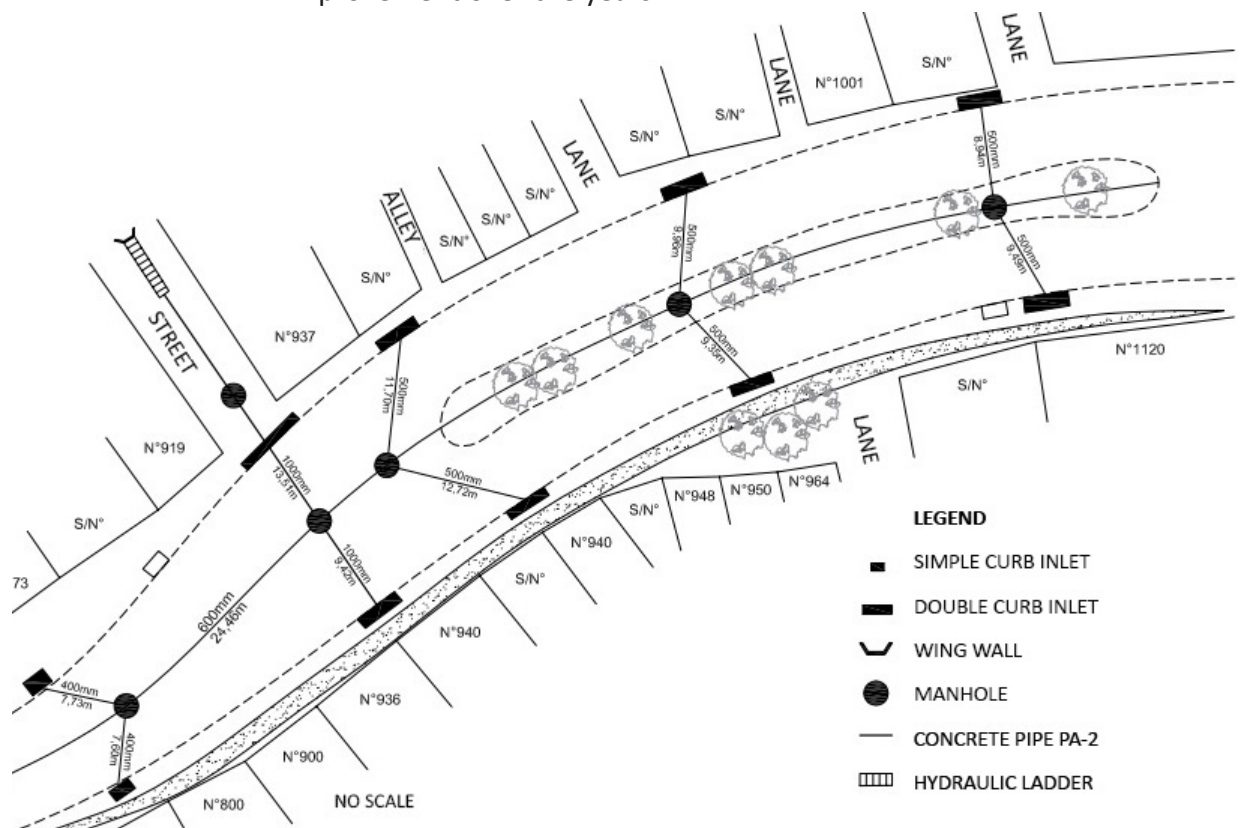 LANE
LANE
S/N°
N°1001
S/N°
S/N°
LANE
S/N°
ALLEY
S/N°
S/N°
S/N°
S/N°
N°937
STREET
N°919
S/N°
73
500mm
8,94m
500mm
9,49m
500mm
9,96m
500mm
9,35m
500mm
11,70m
500mm
12,72m
1000mm
13,51m
1000mm
9,42m
600mm
24,46m
400mm
7,73m
400mm
7,60m
N°1120
S/N°
LANE
N°964
N°950
N°948
S/N°
N°940
S/N°
N°940
N°936
N°900
N°800
NO SCALE
LEGEND
SIMPLE CURB INLET
DOUBLE CURB INLET
WING WALL
MANHOLE
CONCRETE PIPE PA-2
HYDRAULIC LADDER